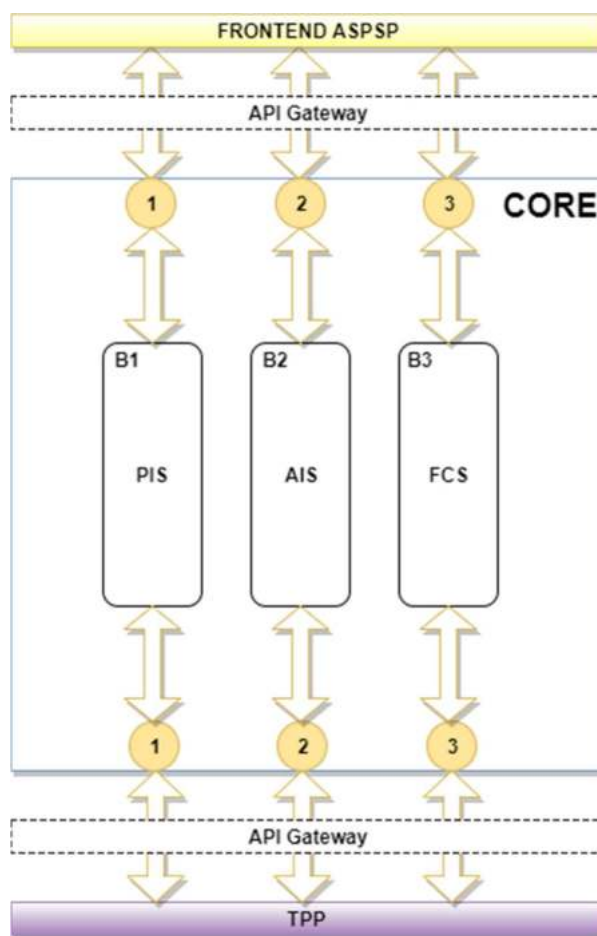 FRONTEND ASPSP
API Gateway
1 2 3 CORE
B1 B2 B3
PIS AIS FCS
1 2 3
API Gateway
TPP